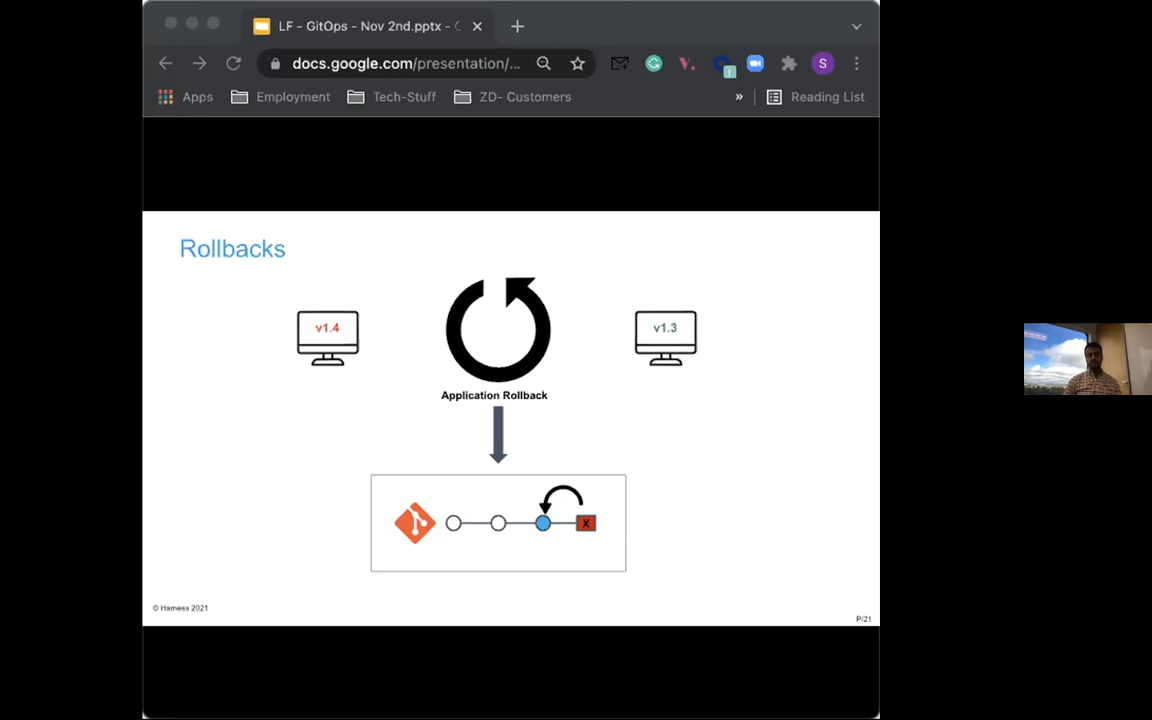 LF - GitOps - Nov 2nd.pptx - G
docs.google.com/presentation/...
S
Apps
Employment
Tech-Stuff
ZD- Customers
»
Reading List
Rollbacks
v1.4
v1.3
Application Rollback
X
© Harness 2021
P/21